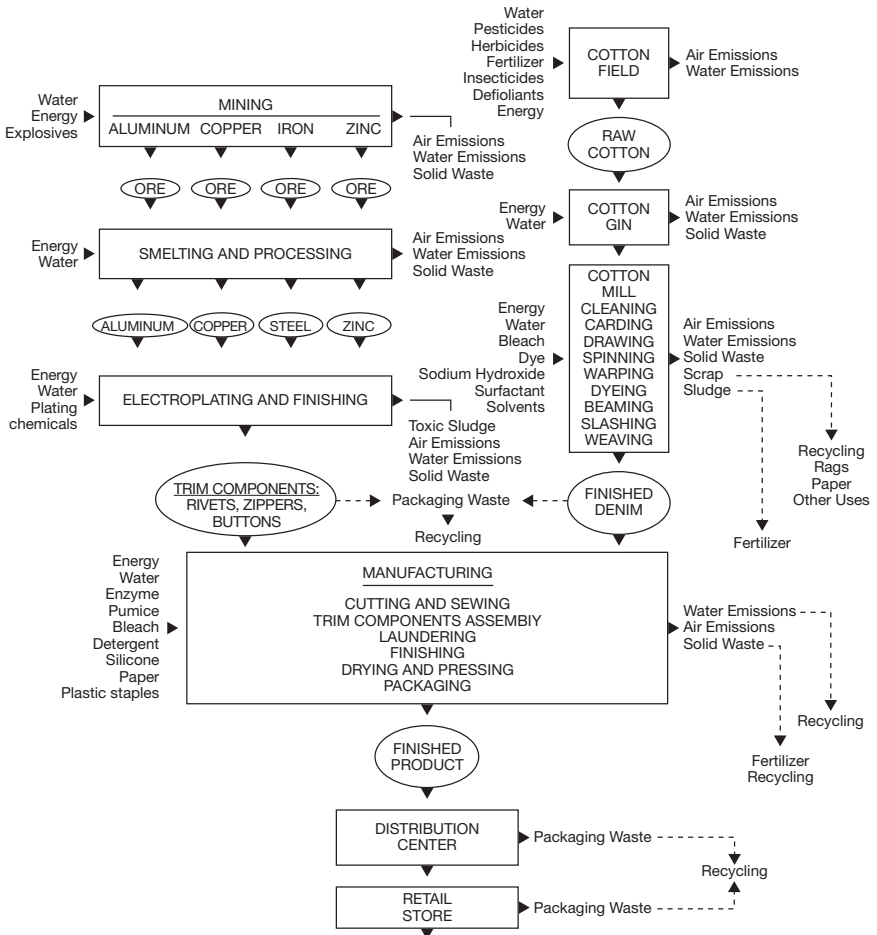 Water
Pesticides
Herbicides
Fertilizer
Insecticides
Defioliants
Energy
COTTON
FIELD
Air Emissions
Water Emissions
Water
Energy
Explosives
MINING
ALUMINUM COPPER IRON ZINC
Air Emissions
Water Emissions
Solid Waste
RAW
COTTON
ORE ORE ORE ORE
Energy
Water
COTTON
GIN
Air Emissions
Water Emissions
Solid Waste
Energy
Water
SMELTING AND PROCESSING
Air Emissions
Water Emissions
Solid Waste
ALUMINUM COPPER STEEL ZINC
Energy
Water
Bleach
Dye
Sodium Hydroxide
Surfactant
Solvents
COTTON
MILL
CLEANING
CARDING
DRAWING
SPINNING
WARPING
DYEING
BEAMING
SLASHING
WEAVING
Air Emissions
Water Emissions
Solid Waste
Scrap
Sludge
Recycling
Rags
Paper
Other Uses
Fertilizer
Energy
Water
Plating
chemicals
ELECTROPLATING AND FINISHING
Toxic Sludge
Air Emissions
Water Emissions
Solid Waste
TRIM COMPONENTS:
RIVETS, ZIPPERS,
BUTTONS
Packaging Waste
Recycling
FINISHED
DENIM
Energy
Water
Enzyme
Pumice
Bleach
Detergent
Silicone
Paper
Plastic staples
MANUFACTURING
CUTTING AND SEWING
TRIM COMPONENTS ASSEMBIY
LAUNDERING
FINISHING
DRYING AND PRESSING
PACKAGING
Water Emissions
Air Emissions
Solid Waste
Recycling
Fertilizer
Recycling
FINISHED
PRODUCT
DISTRIBUTION
CENTER
Packaging Waste
Recycling
RETAIL
STORE
Packaging Waste